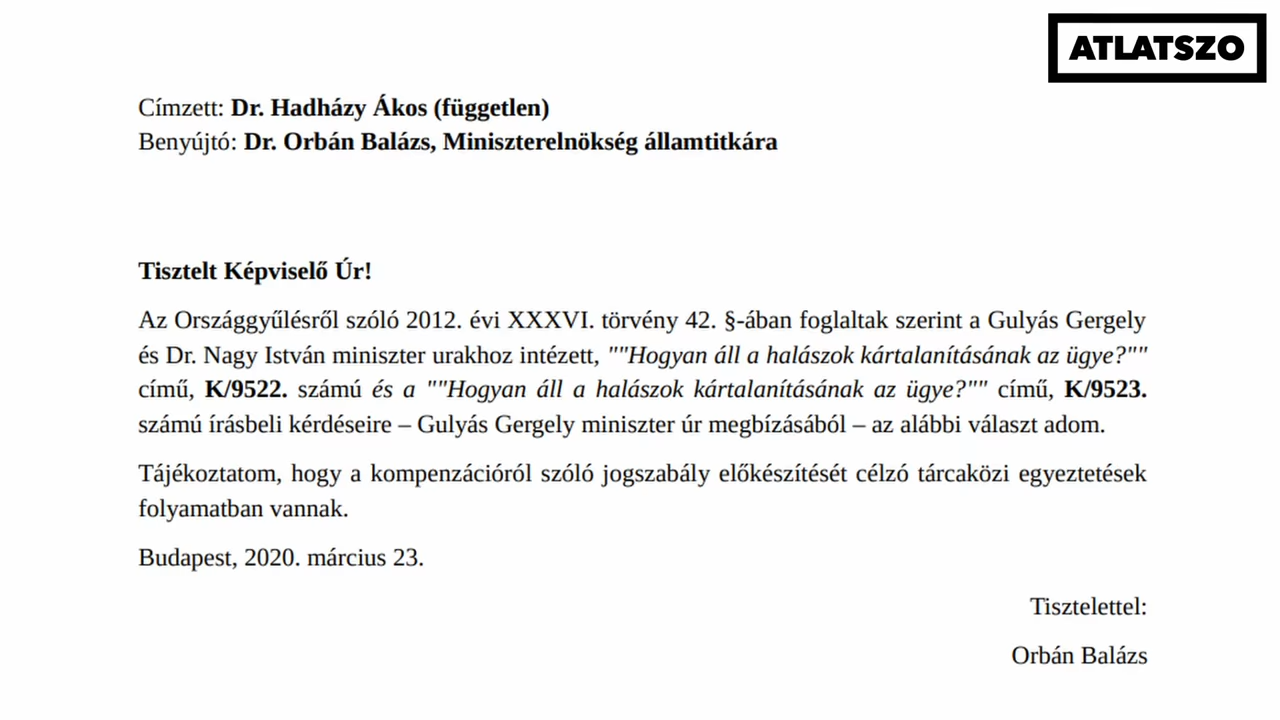 ATLATSZO
Címzett: Dr. Hadházy Ákos (független)
Benyújtó: Dr. Orbán Balázs, Miniszterelnökség államtitkára
Tisztelt Képviselő Úr!
Az Országgyűlésről szóló 2012. évi XXXVI. törvény 42. §-ában foglaltak szerint a Gulyás Gergely
és Dr. Nagy István miniszter urakhoz intézett, ""Hogyan áll a halászok kártalanításának az ügye?""
című, K/9522. számú és a ""Hogyan áll a halászok kártalanításának az ügye?"" című, K/9523.
számú írásbeli kérdéseire – Gulyás Gergely miniszter úr megbízásából – az alábbi választ adom.
Tájékoztatom, hogy a kompenzációról szóló jogszabály előkészítését célzó tárcaközi egyeztetések
folyamatban vannak.
Budapest, 2020. március 23.
Tisztelettel:
Orbán Balázs